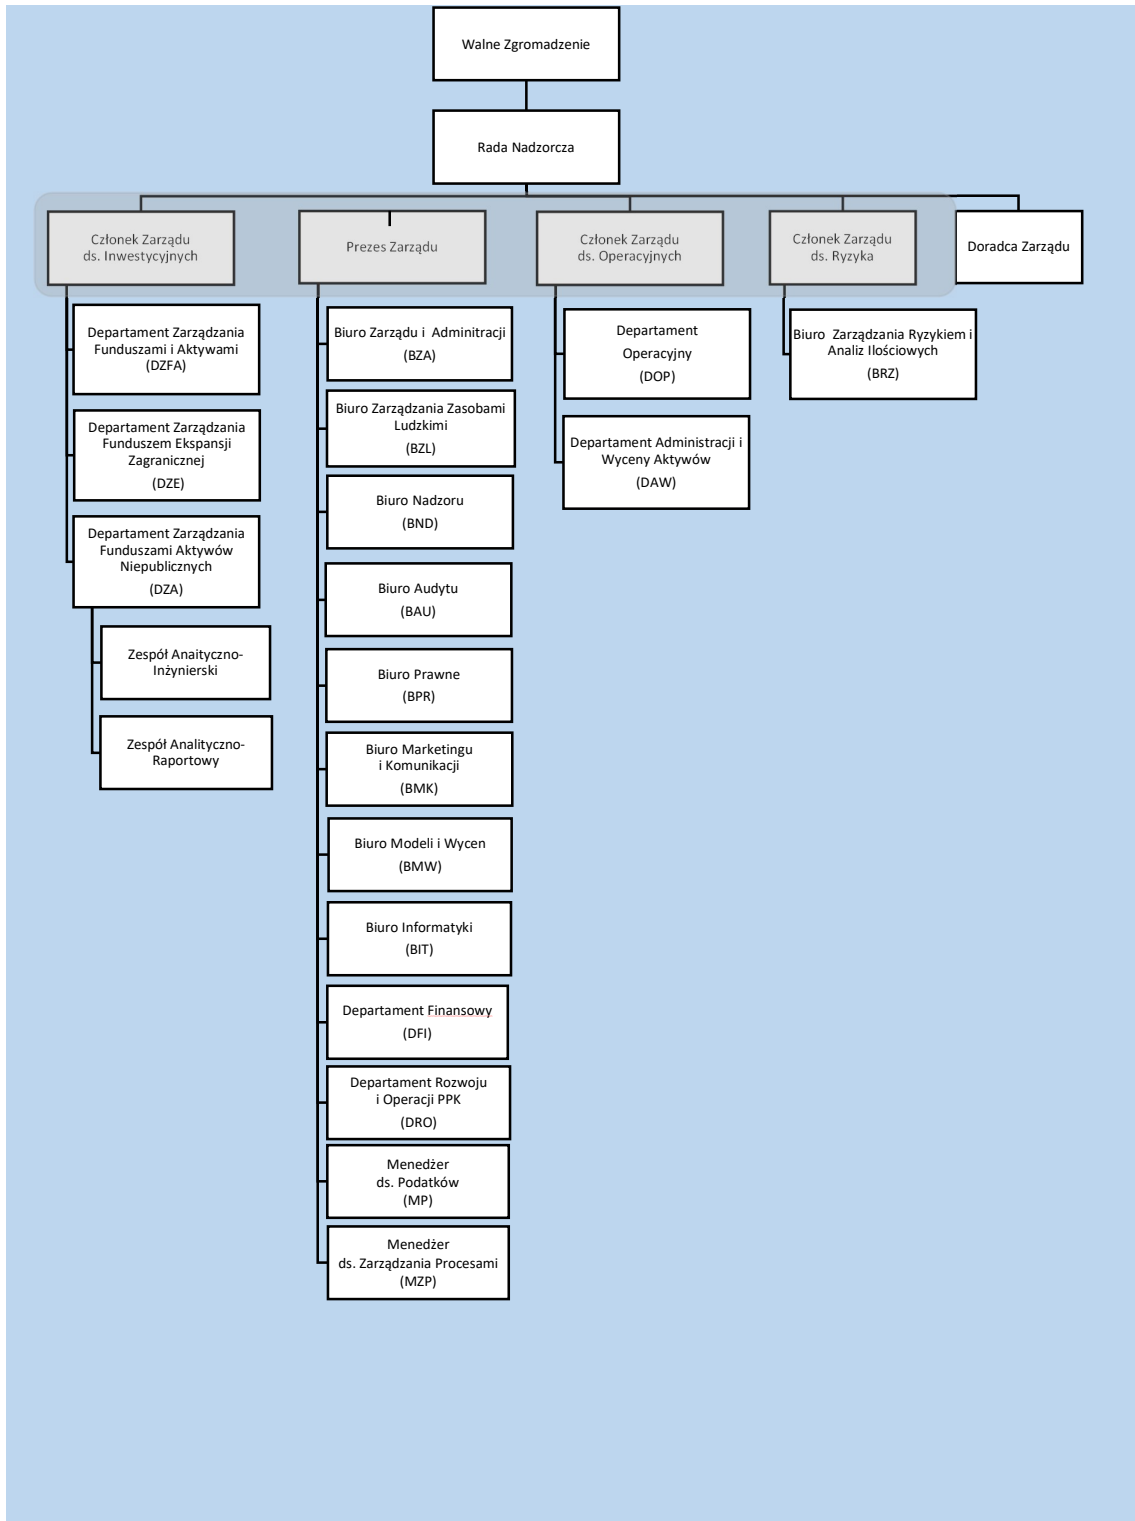 Walne Zgromadzenie
Rada Nadzorcza
Członek Zarządu
ds. Inwestycyjnych
Prezes Zarządu
Członek Zarządu
ds. Operacyjnych
Członek Zarządu
ds. Ryzyka
Doradca Zarządu
Departament Zarządzania
Funduszami i Aktywami
(DZFA)
Departament Zarządzania
Funduszem Ekspansji
Zagranicznej
(DZE)
Departament Zarządzania
Funduszami Aktywów
Niepublicznych
(DZA)
Zespół Anaityczno-
Inżynierski
Zespół Analityczno-
Raportowy
Biuro Zarządu i Adminitracji
(BZA)
Biuro Zarządzania Zasobami
Ludzkimi
(BZL)
Biuro Nadzoru
(BND)
Biuro Audytu
(BAU)
Biuro Prawne
(BPR)
Biuro Marketingu
i Komunikacji
(BMK)
Biuro Modeli i Wycen
(BMW)
Biuro Informatyki
(BIT)
Departament Finansowy
(DFI)
Departament Rozwoju
i Operacji PPK
(DRO)
Menedżer
ds. Podatków
(MP)
Menedżer
ds. Zarządzania Procesami
(MZP)
Departament
Operacyjny
(DOP)
Departament Administracji i
Wyceny Aktywów
(DAW)
Biuro Zarządzania Ryzykiem i
Analiz Ilościowych
(BRZ)